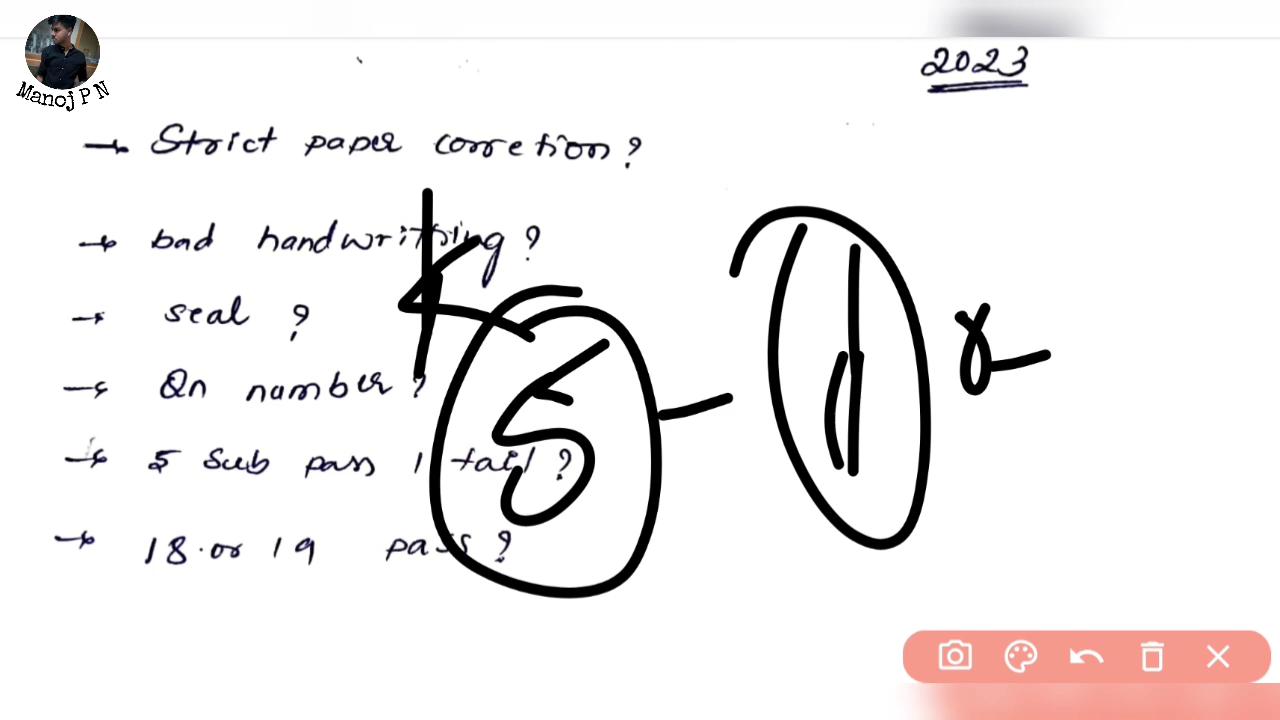 Manoj P N
2023
→ Strict paper corretion?
→ bad handwrithing?
→ seal ?
→ Qn number?
→ 5 Sub pass 1 fail ?
→ 18 or 19 pass ?
5 - 1